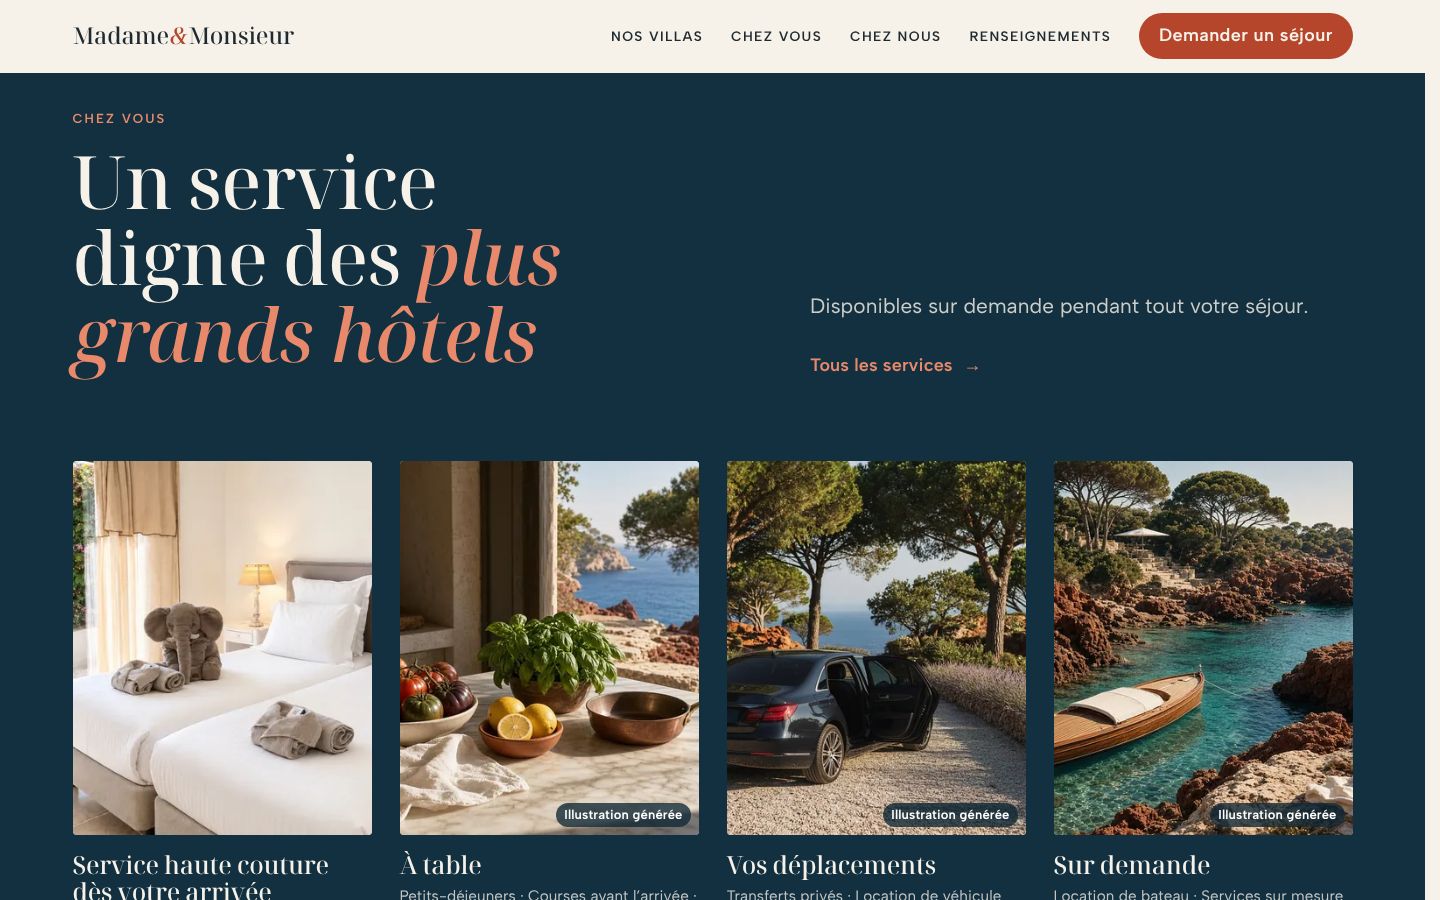 Madame&Monsieur
NOS VILLAS
CHEZ VOUS
CHEZ NOUS
RENSEIGNEMENTS
Demander un séjour
CHEZ VOUS
Un service
digne des plus
grands hôtels
Disponibles sur demande pendant tout votre séjour.
Tous les services →
Illustration générée
Illustration générée
Illustration générée
Service haute couture
dès votre arrivée
À table
Petits-déjeuners · Courses avant l'arrivée ·
Vos déplacements
Transferts privés · Location de véhicule
Sur demande
Location de bateau · Services sur mesure